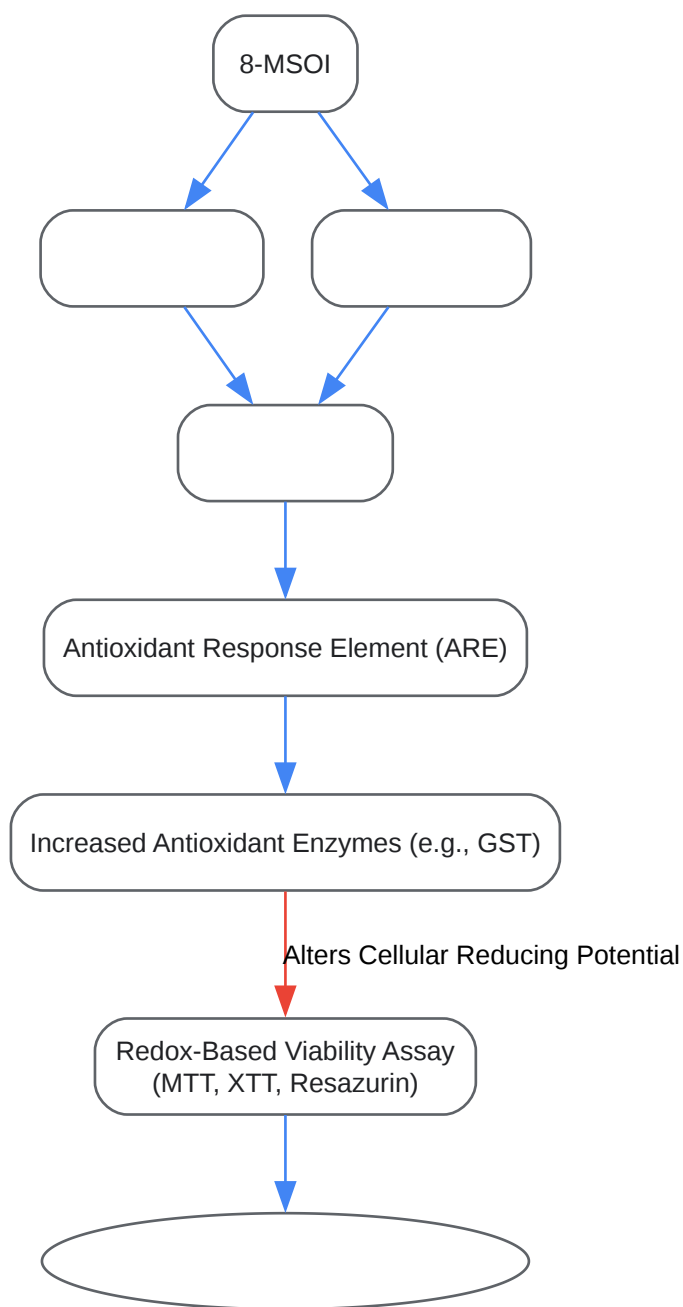 8-MSOI
Antioxidant Response Element (ARE)
Increased Antioxidant Enzymes (e.g., GST)
Alters Cellular Reducing Potential
Redox-Based Viability Assay
(MTT, XTT, Resazurin)